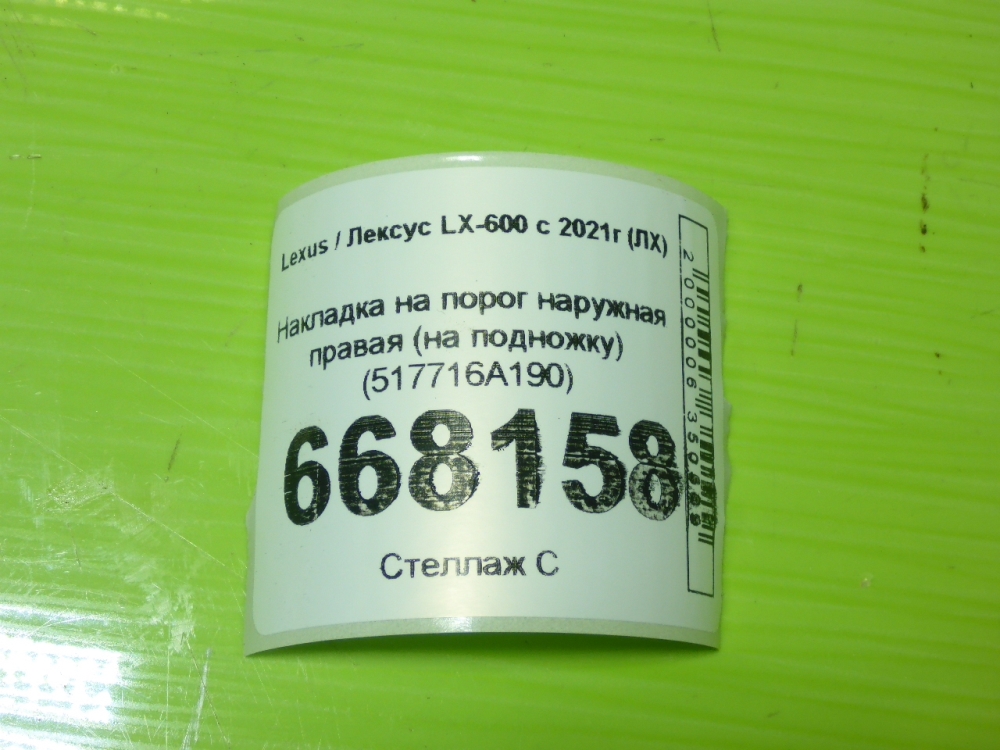 Lexus / Лексус LX-600 с 2021г (ЛХ)
Накладка на порог наружная
правая (на подножку)
(517716A190)
668158
Стеллаж С